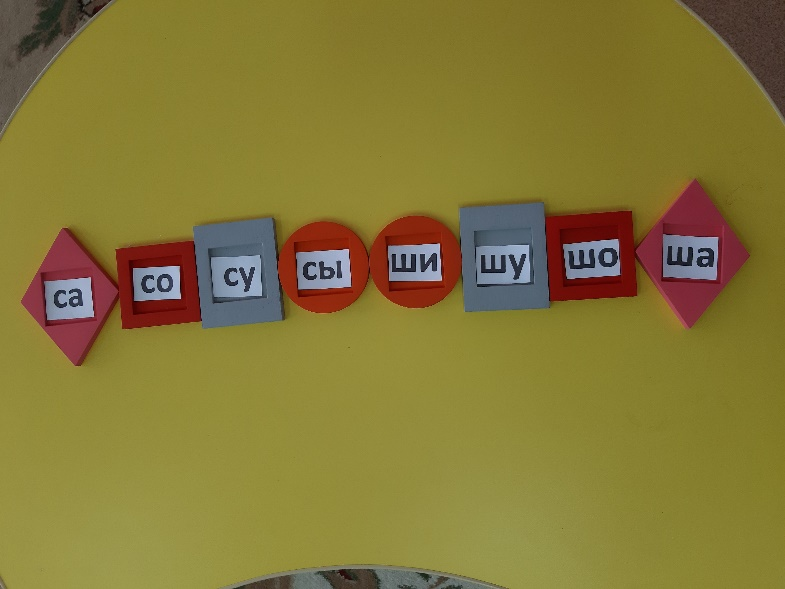 са со су сы ши шу шо ша